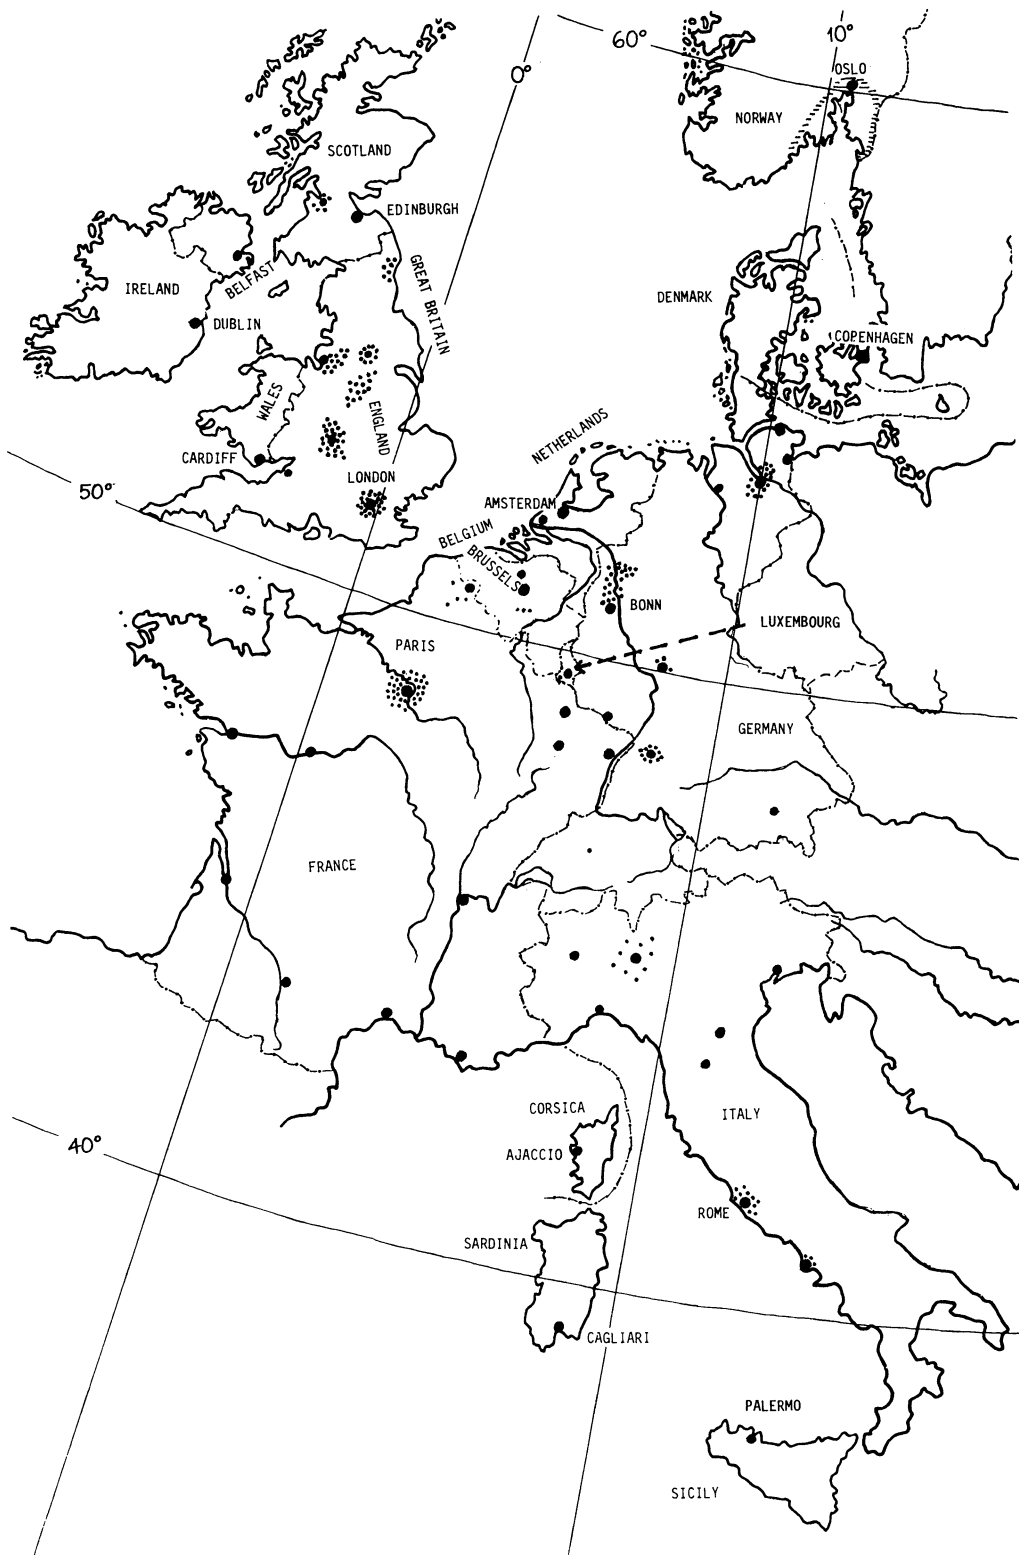 60°
10°
0°
OSLO
NORWAY
SCOTLAND
EDINBURGH
GREAT BRITAIN
BELFAST
IRELAND
DENMARK
DUBLIN
COPENHAGEN
WALES
ENGLAND
NETHERLANDS
CARDIFF
LONDON
50°
AMSTERDAM
BELGIUM
BRUSSELS
BONN
LUXEMBOURG
PARIS
GERMANY
FRANCE
CORSICA
ITALY
40°
AJACCIO
ROME
SARDINIA
CAGLIARI
PALERMO
SICILY